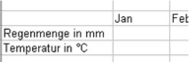 Jan Feb
Regenmenge in mm
Temperatur in °C